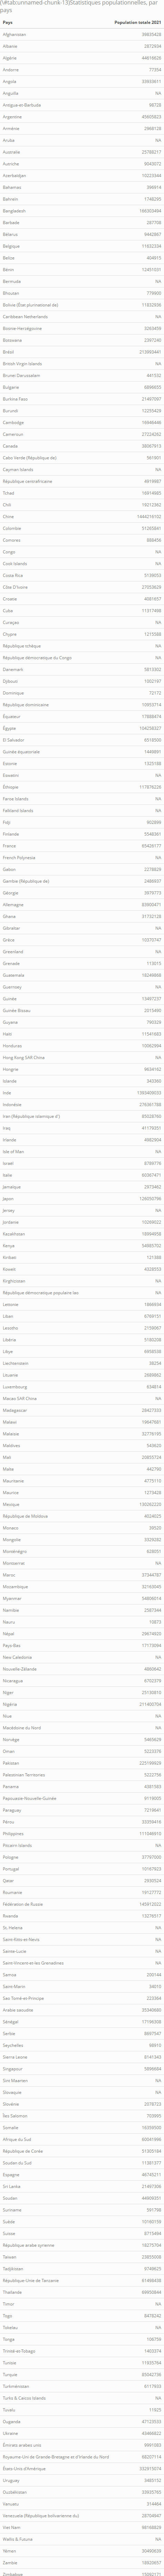 (\#tab:unnamed-chunk-13)Statistiques populationnelles, par pays
Pays Population totale 2021
Afghanistan 39835428
Albanie 2872934
Algérie 44616626
Andorre 77354
Angola 33933611
Anguilla NA
Antigua-et-Barbuda 98728
Argentine 45605823
Arménie 2968128
Aruba NA
Australie 25788217
Autriche 9043072
Azerbaïdjan 10223344
Bahamas 396914
Bahreïn 1748295
Bangladesh 166303494
Barbade 287708
Bélarus 9442867
Belgique 11632334
Belize 404915
Bénin 12451031
Bermuda NA
Bhoutan 779900
Bolivie (État plurinational de) 11832936
Caribbean Netherlands NA
Bosnie-Herzégovine 3263459
Botswana 2397240
Brésil 213993441
British Virgin Islands NA
Brunei Darussalam 441532
Bulgarie 6896655
Burkina Faso 21497097
Burundi 12255429
Cambodge 16946446
Cameroun 27224262
Canada 38067913
Cabo Verde (République de) 561901
Cayman Islands NA
République centrafricaine 4919987
Tchad 16914985
Chili 19212362
Chine 1444216102
Colombie 51265841
Comores 888456
Congo NA
Cook Islands NA
Costa Rica 5139053
Côte D'Ivoire 27053629
Croatie 4081657
Cuba 11317498
Curaçao NA
Chypre 1215588
République tchèque NA
République démocratique du Congo NA
Danemark 5813302
Djibouti 1002197
Dominique 72172
République dominicaine 10953714
Équateur 17888474
Égypte 104258327
El Salvador 6518500
Guinée équatoriale 1449891
Estonie 1325188
Eswatini NA
Éthiopie 117876226
Faroe Islands NA
Falkland Islands NA
Fidji 902899
Finlande 5548361
France 65426177
French Polynesia NA
Gabon 2278829
Gambie (République de) 2486937
Géorgie 3979773
Allemagne 83900471
Ghana 31732128
Gibraltar NA
Grèce 10370747
Greenland NA
Grenade 113015
Guatemala 18249868
Guernsey NA
Guinée 13497237
Guinée Bissau 2015490
Guyane 790329
Haïti 11541683
Honduras 10062994
Hong Kong SAR China NA
Hongrie 9634162
Islande 343360
Inde 1393409033
Indonésie 276361788
Iran (République islamique d') 85028760
Iraq 41179351
Irlande 4982904
Isle of Man NA
Israël 8789776
Italie 60367471
Jamaïque 2973462
Japon 126050796
Jersey NA
Jordanie 10269022
Kazakhstan 18994958
Kenya 54985702
Kiribati 121388
Koweït 4328553
Kirghizistan NA
République démocratique populaire lao NA
Lettonie 1866934
Liban 6769151
Lesotho 2159067
Libéria 5180208
Libye 6958538
Liechtenstein 38254
Lituanie 2689862
Luxembourg 634814
Macao SAR China NA
Madagascar 28427333
Malawi 19647681
Malaisie 32776195
Maldives 543620
Mali 20855724
Malte 442790
Mauritanie 4775110
Maurice 1273428
Mexique 130262220
République de Moldova 4024025
Monaco 39520
Mongolie 3329282
Monténégro 628051
Montserrat NA
Maroc 37344787
Mozambique 32163045
Myanmar 54806014
Namibie 2587344
Nauru 10873
Népal 29674920
Pays-Bas 17173094
New Caledonia NA
Nouvelle-Zélande 4860642
Nicaragua 6702379
Niger 25130810
Nigéria 211400704
Niue NA
Macédoine du Nord NA
Norvège 5465629
Oman 5223376
Pakistan 225199929
Palestinian Territories 5222756
Panama 4381583
Papouasie-Nouvelle-Guinée 9119005
Paraguay 7219641
Pérou 33359416
Philippines 111046910
Pitcairn Islands NA
Pologne 37797000
Portugal 10167923
Qatar 2930524
Roumanie 19127772
Fédération de Russie 145912022
Rwanda 13276517
St. Helena NA
Saint-Kitts-et-Nevis NA
Sainte-Lucie NA
Saint-Vincent-et-les Grenadines NA
Samoa 200144
Saint-Marin 34010
Sao Tomé-et-Principe 223364
Arabie saoudite 35340680
Sénégal 17196308
Serbie 8697547
Seychelles 98910
Sierra Leone 8141343
Singapour 5896684
Sint Maarten NA
Slovaquie NA
Slovénie 2078723
Îles Salomon 703995
Somalie 16359500
Afrique du Sud 60041996
République de Corée 51305184
Soudan du Sud 11381377
Espagne 46745211
Sri Lanka 21497306
Soudan 44909351
Suriname 591798
Suède 10160159
Suisse 8715494
République arabe syrienne 18275704
Taiwan 23855008
Tadjikistan 9749625
République-Unie de Tanzanie 61498438
Thaïlande 69950844
Timor NA
Togo 8478242
Tokelau NA
Tonga 106759
Trinité-et-Tobago 1403374
Tunisie 11935764
Turquie 85042736
Turkménistan 6117933
Turks & Caicos Islands NA
Tuvalu 11925
Ouganda 47123533
Ukraine 43466822
Émirats arabes unis 9991083
Royaume-Uni de Grande-Bretagne et d'Irlande du Nord 68207114
États-Unis d'Amérique 332915074
Uruguay 3485152
Ouzbékistan 33935765
Vanuatu 314464
Venezuela (République bolivarienne du) 28704947
Viet Nam 98168829
Wallis & Futuna NA
Yémen 30490639
Zambie 18920657
Zimbabwe 15092171